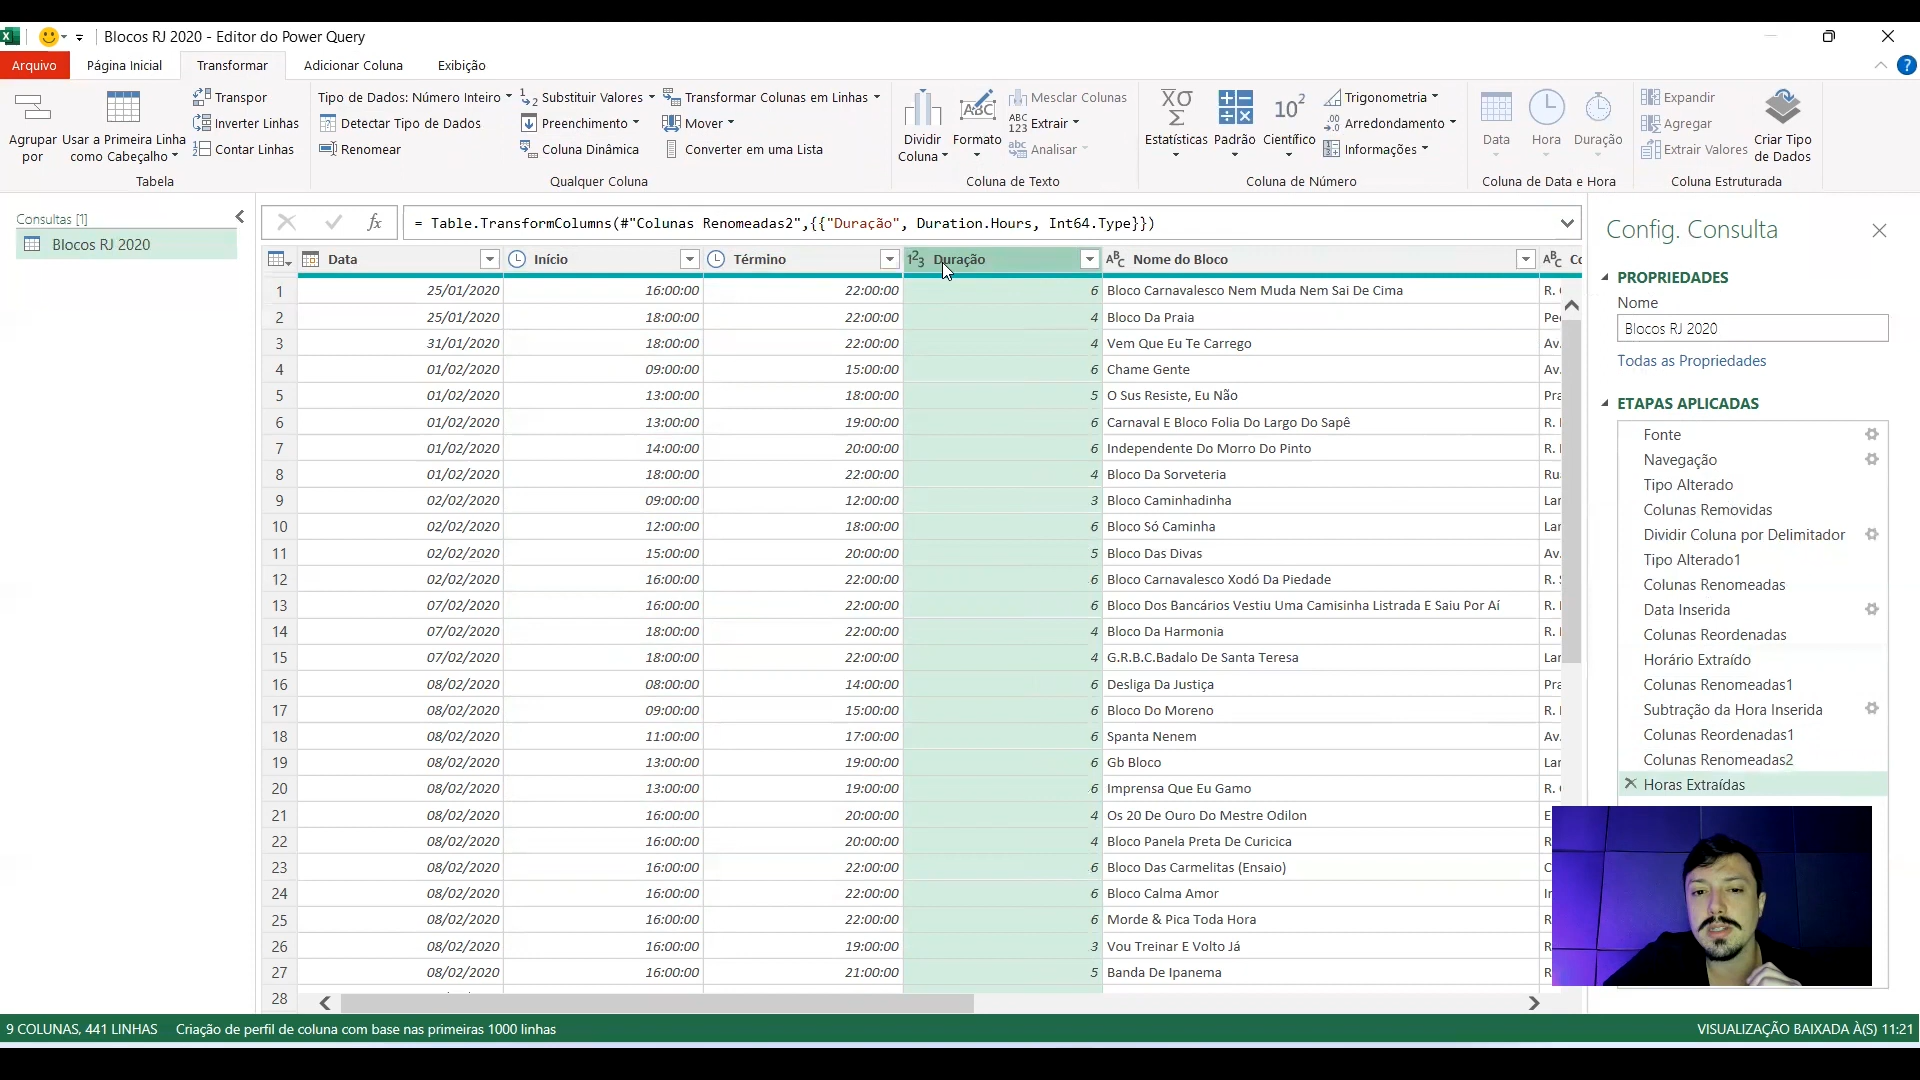 Blocos RJ 2020 - Editor do Power Query
Arquivo Página Inicial Transformar Adicionar Coluna Exibição
Agrupar por
Usar a Primeira Linha como Cabeçalho
Transpor
Inverter Linhas
Contar Linhas
Tabela
Tipo de Dados: Número Inteiro
Detectar Tipo de Dados
Renomear
Substituir Valores
Preenchimento
Coluna Dinâmica
Transformar Colunas em Linhas
Mover
Converter em uma Lista
Qualquer Coluna
Dividir Coluna
Formato
Mesclar Colunas
Extrair
Analisar
Coluna de Texto
Estatísticas
Padrão
Científico
Trigonometria
Arredondamento
Informações
Coluna de Número
Data
Hora
Duração
Coluna de Data e Hora
Expandir
Agregar
Extrair Valores
Criar Tipo de Dados
Coluna Estruturada
Consultas [1]
Blocos RJ 2020
fx = Table.TransformColumns(#"Colunas Renomeadas2",{{"Duração", Duration.Hours, Int64.Type}})
Data Início Término Duração Nome do Bloco
1 25/01/2020 16:00:00 22:00:00 6 Bloco Carnavalesco Nem Muda Nem Sai De Cima
2 25/01/2020 18:00:00 22:00:00 4 Bloco Da Praia
3 31/01/2020 18:00:00 22:00:00 4 Vem Que Eu Te Carrego Av.
4 01/02/2020 09:00:00 15:00:00 6 Chame Gente Av.
5 01/02/2020 13:00:00 18:00:00 5 O Sus Resiste, Eu Não
6 01/02/2020 13:00:00 19:00:00 6 Carnaval E Bloco Folia Do Largo Do Sapê
7 01/02/2020 14:00:00 20:00:00 6 Independente Do Morro Do Pinto
8 01/02/2020 18:00:00 22:00:00 4 Bloco Da Sorveteria
9 02/02/2020 09:00:00 12:00:00 3 Bloco Caminhadinha
10 02/02/2020 12:00:00 18:00:00 6 Bloco Só Caminha
11 02/02/2020 15:00:00 20:00:00 5 Bloco Das Divas Av.
12 02/02/2020 16:00:00 22:00:00 6 Bloco Carnavalesco Xodó Da Piedade
13 07/02/2020 16:00:00 22:00:00 6 Bloco Dos Bancários Vestiu Uma Camisinha Listrada E Saiu Por Aí
14 07/02/2020 18:00:00 22:00:00 4 Bloco Da Harmonia
15 07/02/2020 18:00:00 22:00:00 4 G.R.B.C.Badalo De Santa Teresa
16 08/02/2020 08:00:00 14:00:00 6 Desliga Da Justiça
17 08/02/2020 09:00:00 15:00:00 6 Bloco Do Moreno
18 08/02/2020 11:00:00 17:00:00 6 Spanta Nenem Av.
19 08/02/2020 13:00:00 19:00:00 6 Gb Bloco
20 08/02/2020 13:00:00 19:00:00 6 Imprensa Que Eu Gamo
21 08/02/2020 16:00:00 20:00:00 4 Os 20 De Ouro Do Mestre Odilon
22 08/02/2020 16:00:00 20:00:00 4 Bloco Panela Preta De Curicica
23 08/02/2020 16:00:00 22:00:00 6 Bloco Das Carmelitas (Ensaio)
24 08/02/2020 16:00:00 22:00:00 6 Bloco Calma Amor
25 08/02/2020 16:00:00 22:00:00 6 Morde & Pica Toda Hora
26 08/02/2020 16:00:00 19:00:00 3 Vou Treinar E Volto Já
27 08/02/2020 16:00:00 21:00:00 5 Banda De Ipanema
28
Config. Consulta
PROPRIEDADES
Nome
Blocos RJ 2020
Todas as Propriedades
ETAPAS APLICADAS
Fonte
Navegação
Tipo Alterado
Colunas Removidas
Dividir Coluna por Delimitador
Tipo Alterado1
Colunas Renomeadas
Data Inserida
Colunas Reordenadas
Horário Extraído
Colunas Renomeadas1
Subtração da Hora Inserida
Colunas Reordenadas1
Colunas Renomeadas2
Horas Extraídas
9 COLUNAS, 441 LINHAS Criação de perfil de coluna com base nas primeiras 1000 linhas
VISUALIZAÇÃO BAIXADA À(S) 11:21